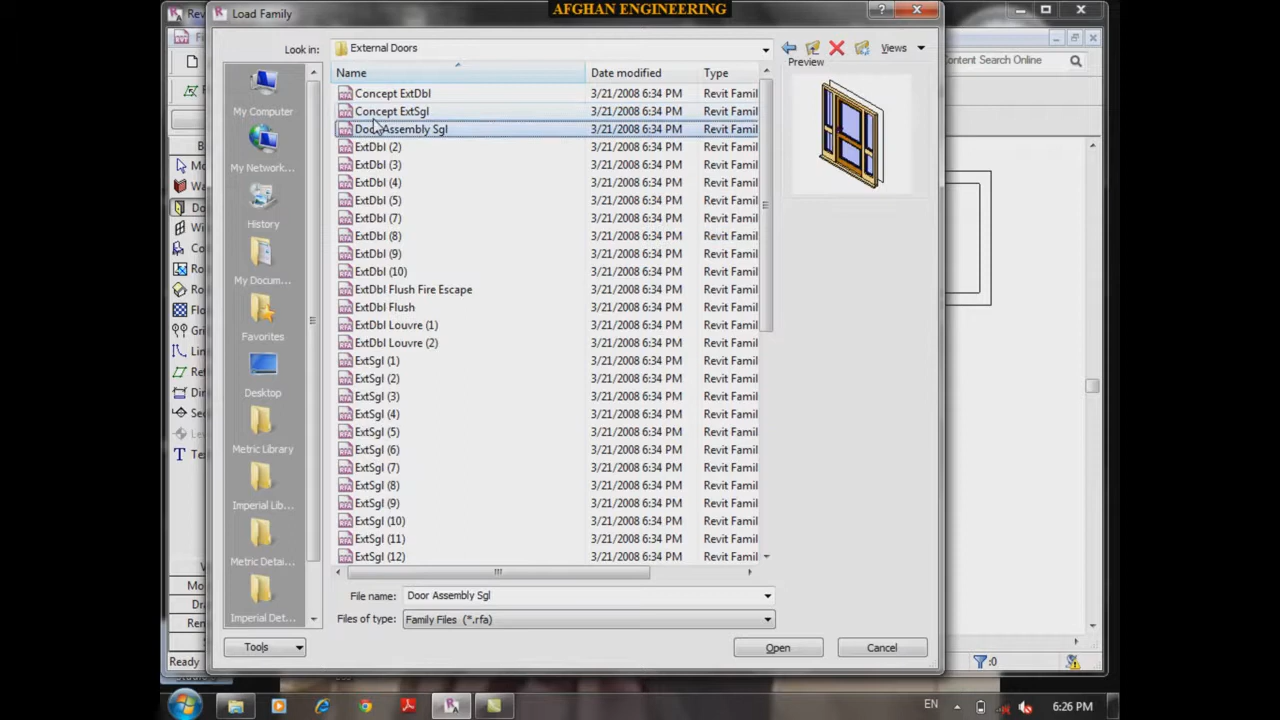 AFGHAN ENGINEERING
Rev
Load Family
Look in:
External Doors
Views
Content Search Online
Name
Date modified
Type
Preview
My Computer
My Network...
History
My Docum...
Favorites
Desktop
Metric Library
Imperial Lib...
Metric Detai...
Imperial Det...
Concept ExtDbl 3/21/2008 6:34 PM Revit Famil
Concept ExtSgl 3/21/2008 6:34 PM Revit Famil
Door Assembly Sgl 3/21/2008 6:34 PM Revit Famil
ExtDbl (2) 3/21/2008 6:34 PM Revit Famil
ExtDbl (3) 3/21/2008 6:34 PM Revit Famil
ExtDbl (4) 3/21/2008 6:34 PM Revit Famil
ExtDbl (5) 3/21/2008 6:34 PM Revit Famil
ExtDbl (7) 3/21/2008 6:34 PM Revit Famil
ExtDbl (8) 3/21/2008 6:34 PM Revit Famil
ExtDbl (9) 3/21/2008 6:34 PM Revit Famil
ExtDbl (10) 3/21/2008 6:34 PM Revit Famil
ExtDbl Flush Fire Escape 3/21/2008 6:34 PM Revit Famil
ExtDbl Flush 3/21/2008 6:34 PM Revit Famil
ExtDbl Louvre (1) 3/21/2008 6:34 PM Revit Famil
ExtDbl Louvre (2) 3/21/2008 6:34 PM Revit Famil
ExtSgl (1) 3/21/2008 6:34 PM Revit Famil
ExtSgl (2) 3/21/2008 6:34 PM Revit Famil
ExtSgl (3) 3/21/2008 6:34 PM Revit Famil
ExtSgl (4) 3/21/2008 6:34 PM Revit Famil
ExtSgl (5) 3/21/2008 6:34 PM Revit Famil
ExtSgl (6) 3/21/2008 6:34 PM Revit Famil
ExtSgl (7) 3/21/2008 6:34 PM Revit Famil
ExtSgl (8) 3/21/2008 6:34 PM Revit Famil
ExtSgl (9) 3/21/2008 6:34 PM Revit Famil
ExtSgl (10) 3/21/2008 6:34 PM Revit Famil
ExtSgl (11) 3/21/2008 6:34 PM Revit Famil
ExtSgl (12) 3/21/2008 6:34 PM Revit Famil
File name: Door Assembly Sgl
Files of type: Family Files (*.rfa)
Tools
Open
Cancel
Ready
:0
EN
6:26 PM